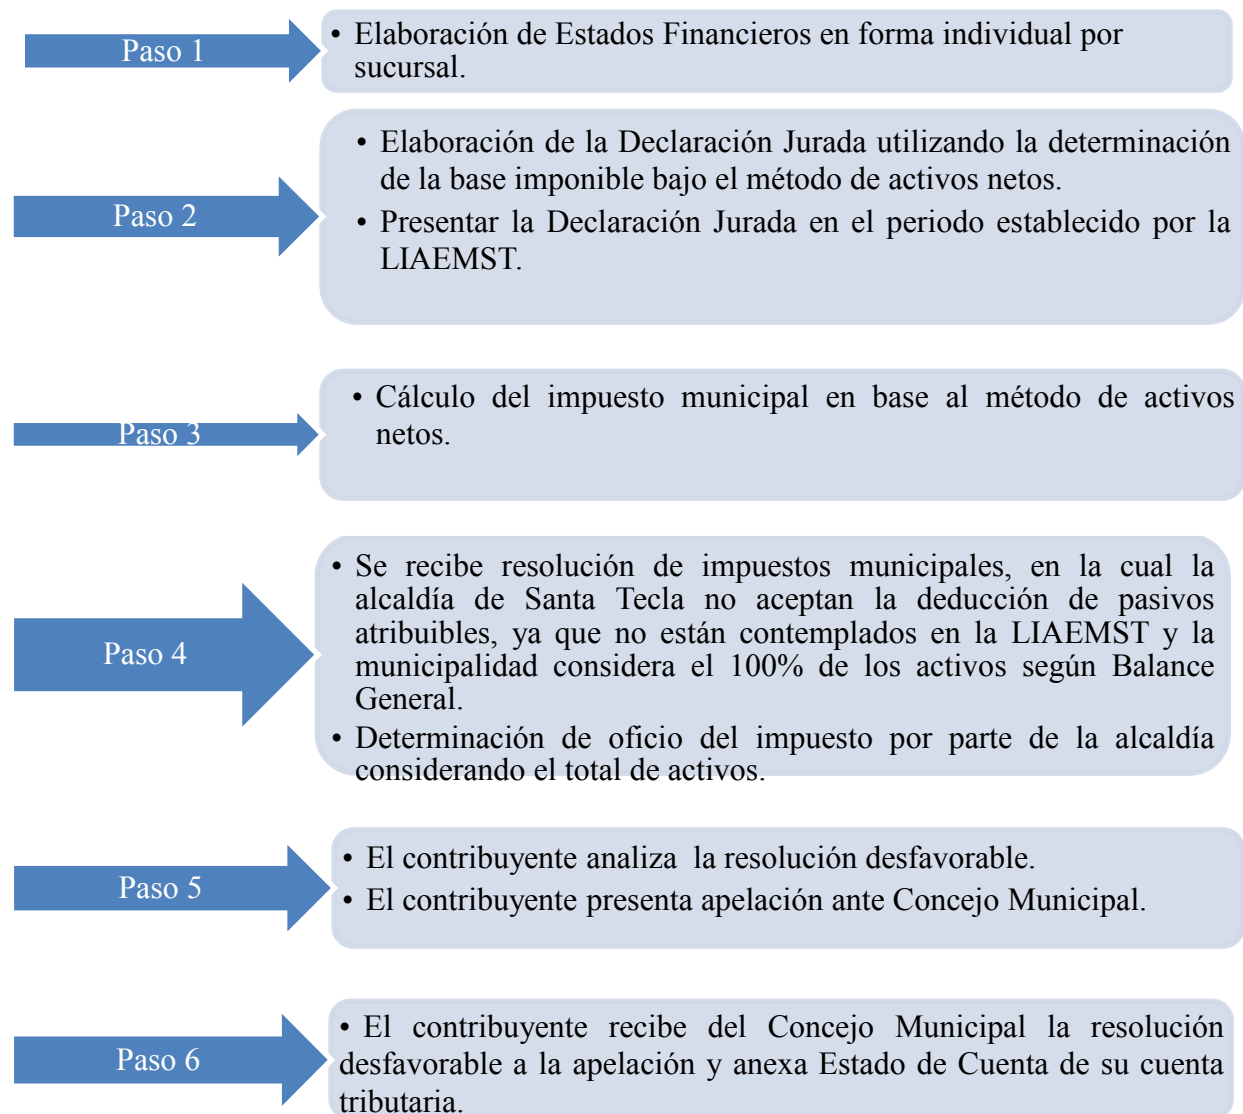 Paso 1
• Elaboración de Estados Financieros en forma individual por
sucursal.
Paso 2
• Elaboración de la Declaración Jurada utilizando la determinación
de la base imponible bajo el método de activos netos.
• Presentar la Declaración Jurada en el periodo establecido por la
LIAEMST.
Paso 3
• Cálculo del impuesto municipal en base al método de activos
netos.
Paso 4
• Se recibe resolución de impuestos municipales, en la cual la
alcaldía de Santa Tecla no aceptan la deducción de pasivos
atribuibles, ya que no están contemplados en la LIAEMST y la
municipalidad considera el 100% de los activos según Balance
General.
• Determinación de oficio del impuesto por parte de la alcaldía
considerando el total de activos.
Paso 5
• El contribuyente analiza la resolución desfavorable.
• El contribuyente presenta apelación ante Concejo Municipal.
Paso 6
• El contribuyente recibe del Concejo Municipal la resolución
desfavorable a la apelación y anexa Estado de Cuenta de su cuenta
tributaria.